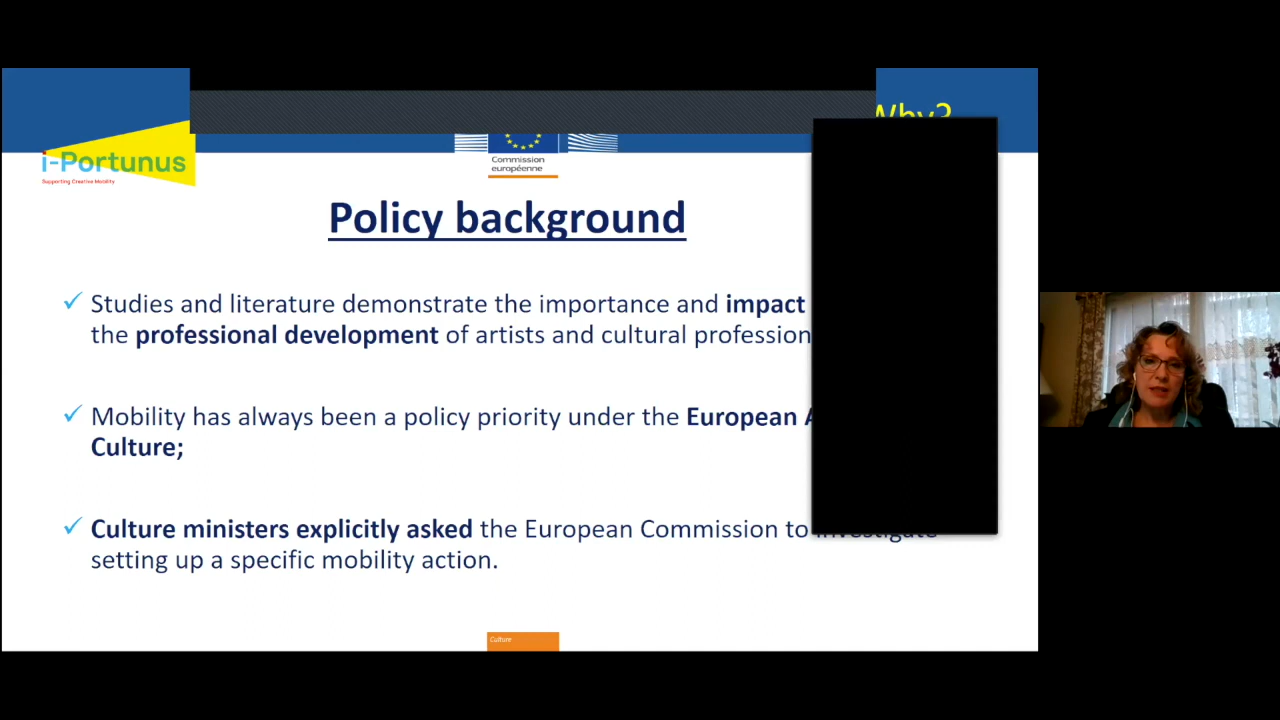 Why?
i-Portunus
Supporting Creative Mobility
Commission
européenne
Policy background
Studies and literature demonstrate the importance and impact
the professional development of artists and cultural profession
Mobility has always been a policy priority under the European A
Culture;
Culture ministers explicitly asked the European Commission to investigate
setting up a specific mobility action.
Culture